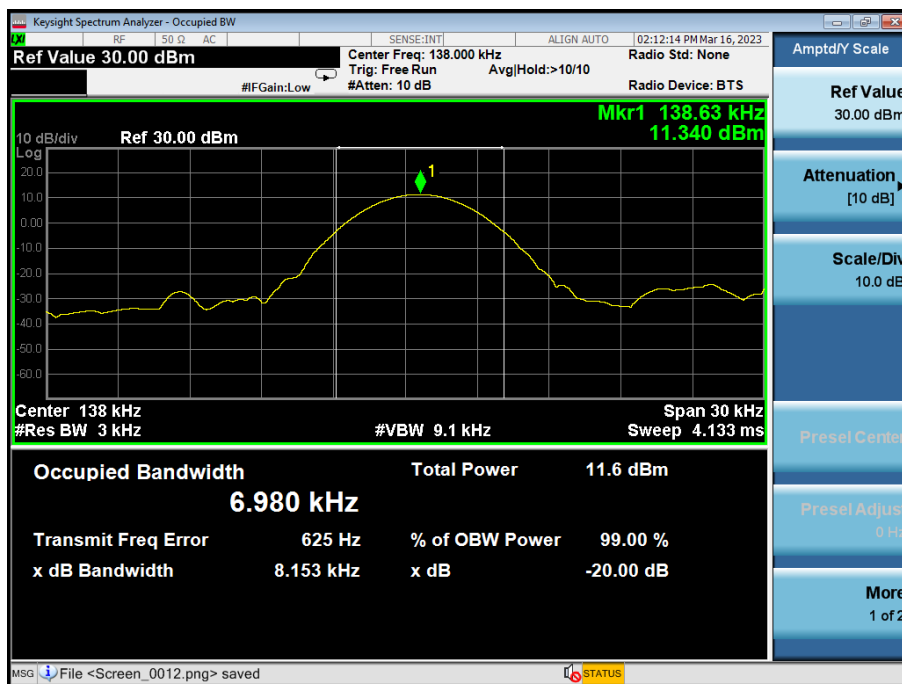 Keysight Spectrum Analyzer - Occupied BW
LXI RF 50 Ω AC SENSE:INT ALIGN AUTO 02:12:14 PM Mar 16, 2023
Ref Value 30.00 dBm Center Freq: 138.000 kHz Radio Std: None
Trig: Free Run Avg|Hold:>10/10
#IFGain:Low #Atten: 10 dB Radio Device: BTS
Mkr1 138.63 kHz
11.340 dBm
10 dB/div Ref 30.00 dBm
Log
1
20.0
10.0
0.00
-10.0
-20.0
-30.0
-40.0
-50.0
-60.0
Center 138 kHz Span 30 kHz
#Res BW 3 kHz #VBW 9.1 kHz Sweep 4.133 ms
Occupied Bandwidth Total Power 11.6 dBm
6.980 kHz
Transmit Freq Error 625 Hz % of OBW Power 99.00 %
x dB Bandwidth 8.153 kHz x dB -20.00 dB
MSG File <Screen_0012.png> saved STATUS
Amptd/Y Scale
Ref Value
30.00 dBm
Attenuation
[10 dB]
Scale/Div
10.0 dB
Presel Center
Presel Adjust
0 Hz
More
1 of 2